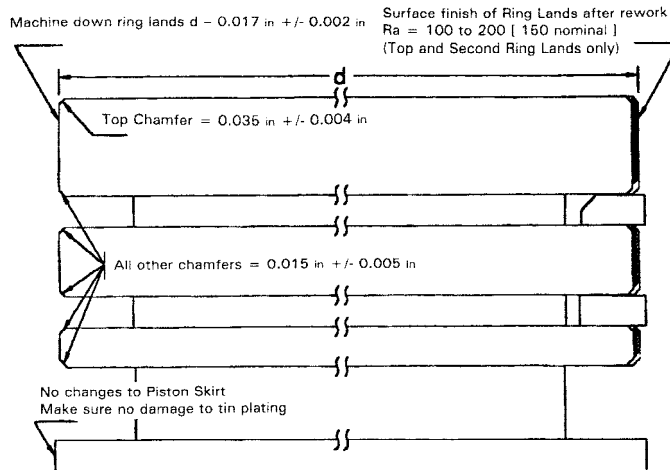 Machine down ring lands d - 0.017 in +/- 0.002 in
Surface finish of Ring Lands after rework
Ra = 100 to 200 [ 150 nominal ]
(Top and Second Ring Lands only)
d
Top Chamfer = 0.035 in +/- 0.004 in
All other chamfers = 0.015 in +/- 0.005 in
No changes to Piston Skirt
Make sure no damage to tin plating